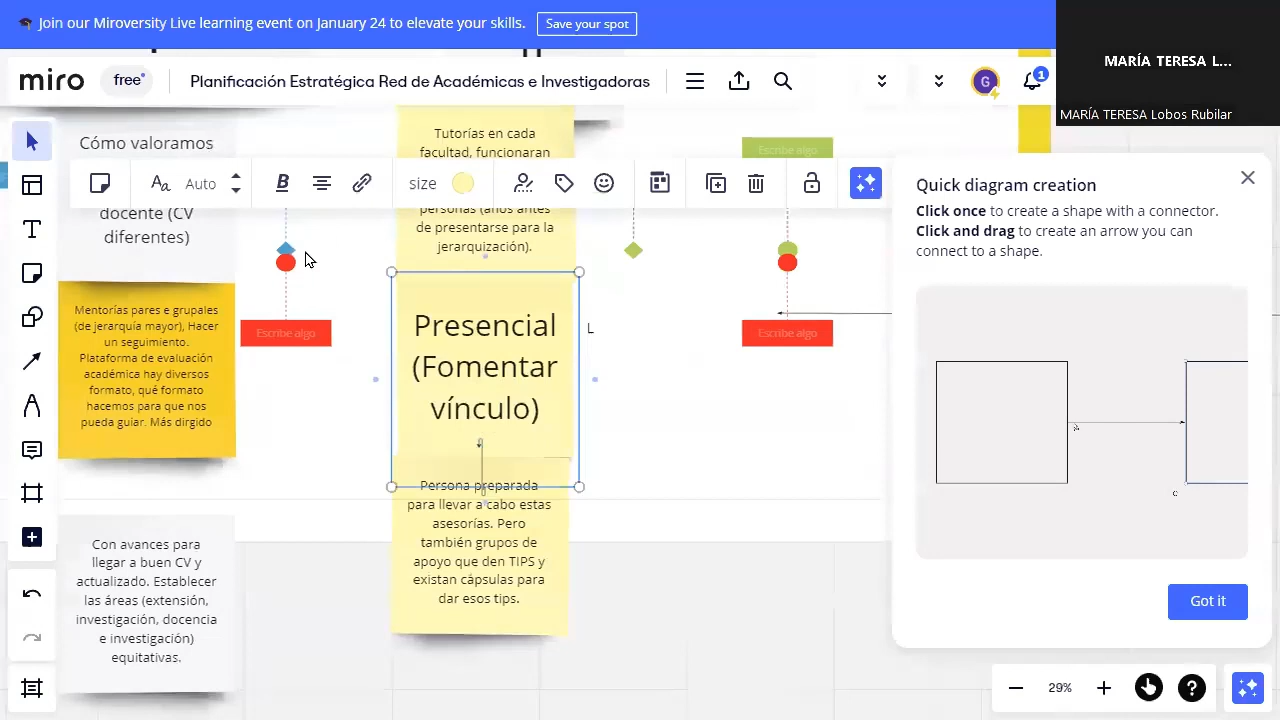 Join our Miroversity Live learning event on January 24 to elevate your skills.
Save your spot
MARÍA TERESA L...
MARÍA TERESA Lobos Rubilar
miro
free
Planificación Estratégica Red de Académicas e Investigadoras
G
1
Cómo valoramos
docente (CV
diferentes)
Tutorías en cada
facultad, funcionaran
personas (años antes
de presentarse para la
jerarquización).
Escribe algo
Aa
Auto
B
size
Quick diagram creation
Click once to create a shape with a connector.
Click and drag to create an arrow you can
connect to a shape.
Got it
Mentorías pares e grupales
(de jerarquía mayor), Hacer
un seguimiento.
Plataforma de evaluación
académica hay diversos
formato, qué formato
hacemos para que nos
pueda guiar. Más dirgido
Escribe algo
Presencial
(Fomentar
vínculo)
Escribe algo
Persona preparada
para llevar a cabo estas
asesorías. Pero
también grupos de
apoyo que den TIPS y
existan cápsulas para
dar esos tips.
Con avances para
llegar a buen CV y
actualizado. Establecer
las áreas (extensión,
investigación, docencia
e investigación)
equitativas.
29%